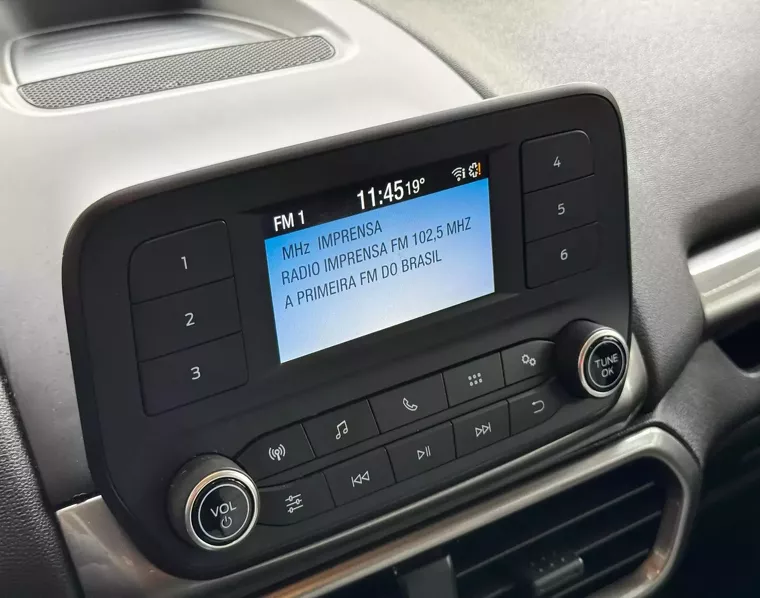 FM 1 11:45 19°
MHz IMPRENSA
RADIO IMPRENSA FM 102,5 MHZ
A PRIMEIRA FM DO BRASIL
1
2
3
4
5
6
VOL
TUNE
OK